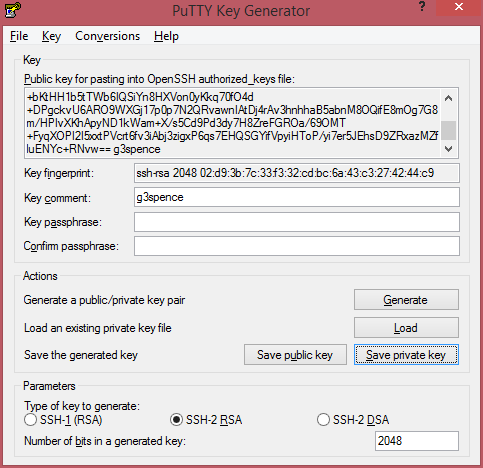 PuTTY Key Generator
File Key Conversions Help
Key
Public key for pasting into OpenSSH authorized_keys file:
+bKtHH1b5tTWb6lQSiYn8HXVon0yKkq70fO4d
+DPgckvU6ARO9WXGj17p0p7N2QRvawnIAtDj4rAv3hnhhaB5abnM8OQifE8mOg7G8
m/HPIvXKhApyND1kWam+X/s5Cd9Pd3dy7H8ZreFGROa/69OMT
+FyqXOPI2I5xotPVcrt6fv3iAbj3zigxP6qs7EHQSGYifVpyiHToP/yi7er5JEhsD9ZRxazMZf
luENYc+RNvw== g3spence
Key fingerprint: ssh-rsa 2048 02:d9:3b:7c:33:f3:32:cd:bc:6a:43:c3:27:42:44:c9
Key comment: g3spence
Key passphrase:
Confirm passphrase:
Actions
Generate a public/private key pair Generate
Load an existing private key file Load
Save the generated key Save public key Save private key
Parameters
Type of key to generate:
SSH-1 (RSA) SSH-2 RSA SSH-2 DSA
Number of bits in a generated key: 2048